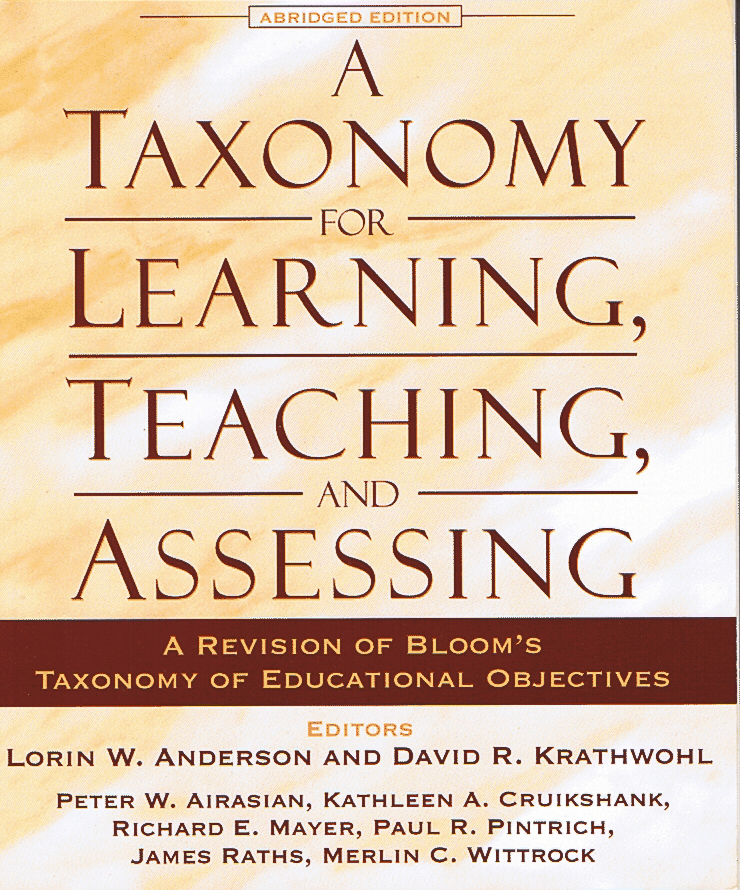 ABRIDGED EDITION
A
TAXONOMY
FOR
LEARNING,
TEACHING,
AND
ASSESSING
A REVISION OF BLOOM'S
TAXONOMY OF EDUCATIONAL OBJECTIVES
EDITORS
LORIN W. ANDERSON AND DAVID R. KRATHWOHL
PETER W. AIRASIAN, KATHLEEN A. CRUIKSHANK,
RICHARD E. MAYER, PAUL R. PINTRICH,
JAMES RATHS, MERLIN C. WITTROCK